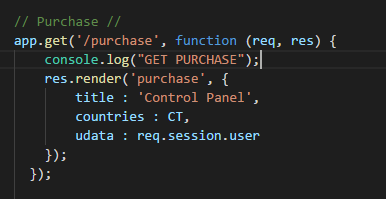 // Purchase //
app.get('/purchase', function (req, res) {
console.log("GET PURCHASE");
res.render('purchase', {
title : 'Control Panel',
countries : CT,
udata : req.session.user
});
});